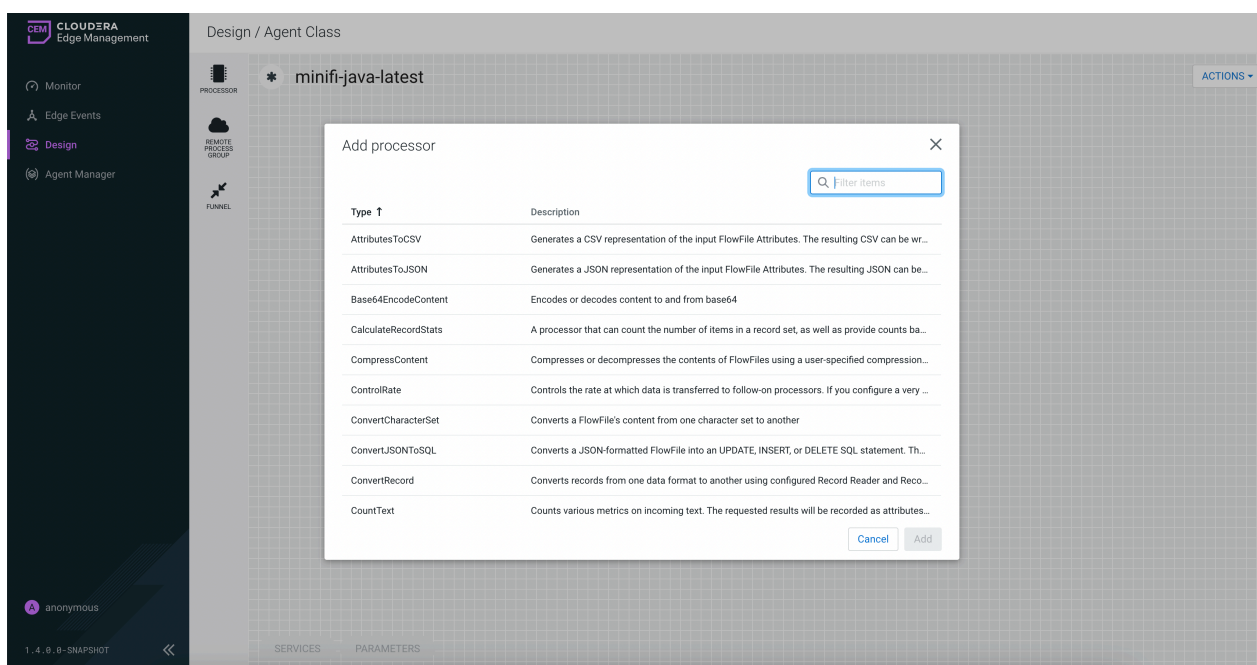 CEM CLOUDERA
Edge Management
Design / Agent Class
Monitor
Edge Events
Design
Agent Manager
PROCESSOR
REMOTE
PROCESS
GROUP
FUNNEL
minifi-java-latest
ACTIONS
Add processor
Filter items
Type ↑ Description
AttributesToCSV Generates a CSV representation of the input FlowFile Attributes. The resulting CSV can be wr...
AttributesToJSON Generates a JSON representation of the input FlowFile Attributes. The resulting JSON can be...
Base64EncodeContent Encodes or decodes content to and from base64
CalculateRecordStats A processor that can count the number of items in a record set, as well as provide counts ba...
CompressContent Compresses or decompresses the contents of FlowFiles using a user-specified compression...
ControlRate Controls the rate at which data is transferred to follow-on processors. If you configure a very ...
ConvertCharacterSet Converts a FlowFile's content from one character set to another
ConvertJSONToSQL Converts a JSON-formatted FlowFile into an UPDATE, INSERT, or DELETE SQL statement. Th...
ConvertRecord Converts records from one data format to another using configured Record Reader and Reco...
CountText Counts various metrics on incoming text. The requested results will be recorded as attributes...
Cancel Add
A anonymous
1.4.0.0-SNAPSHOT
SERVICES PARAMETERS